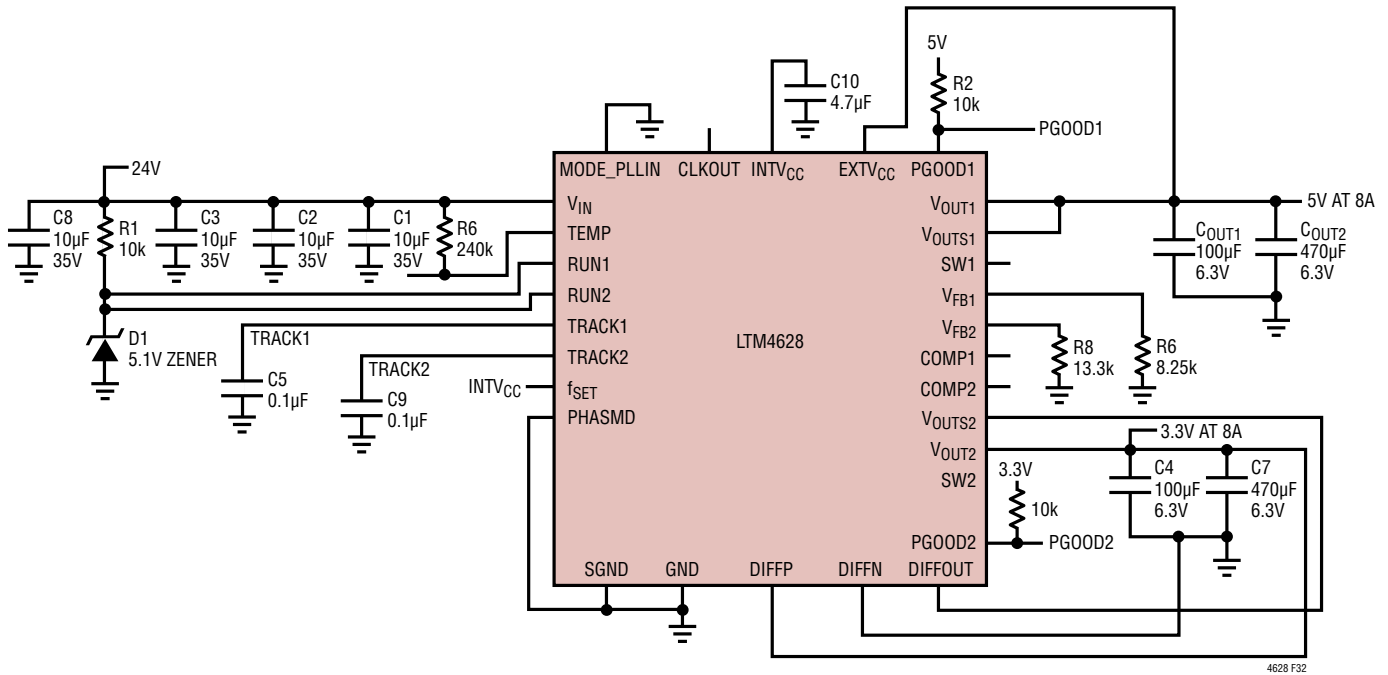 5V
R2
10k
C10
4.7µF
PGOOD1
24V
MODE_PLLIN
CLKOUT
INTVCC
EXTVCC
PGOOD1
C8
10µF
35V
R1
10k
C3
10µF
35V
C2
10µF
35V
C1
10µF
35V
R6
240k
VIN
TEMP
RUN1
RUN2
TRACK1
TRACK2
fSET
PHASMD
D1
5.1V ZENER
TRACK1
C5
0.1µF
TRACK2
C9
0.1µF
INTVCC
LTM4628
VOUT1
VOUTS1
SW1
VFB1
VFB2
COMP1
COMP2
VOUTS2
VOUT2
SW2
PGOOD2
5V AT 8A
COUT1
100µF
6.3V
COUT2
470µF
6.3V
R8
13.3k
R6
8.25k
3.3V AT 8A
C4
100µF
6.3V
C7
470µF
6.3V
3.3V
10k
PGOOD2
SGND
GND
DIFFP
DIFFN
DIFFOUT
4628 F32